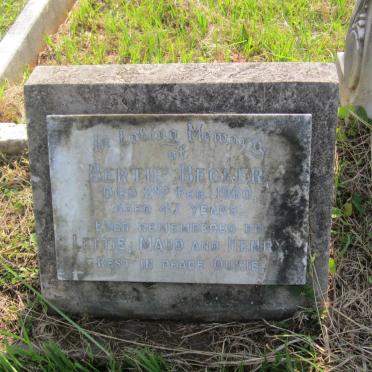 In Loving Memory
of
BERTIE BECKER,
DIED 2ND FEB. 1960,
AGED 47 YEARS.
EVER REMEMBERED BY
LETTIE, MAUD AND HENRY.
REST IN PEACE